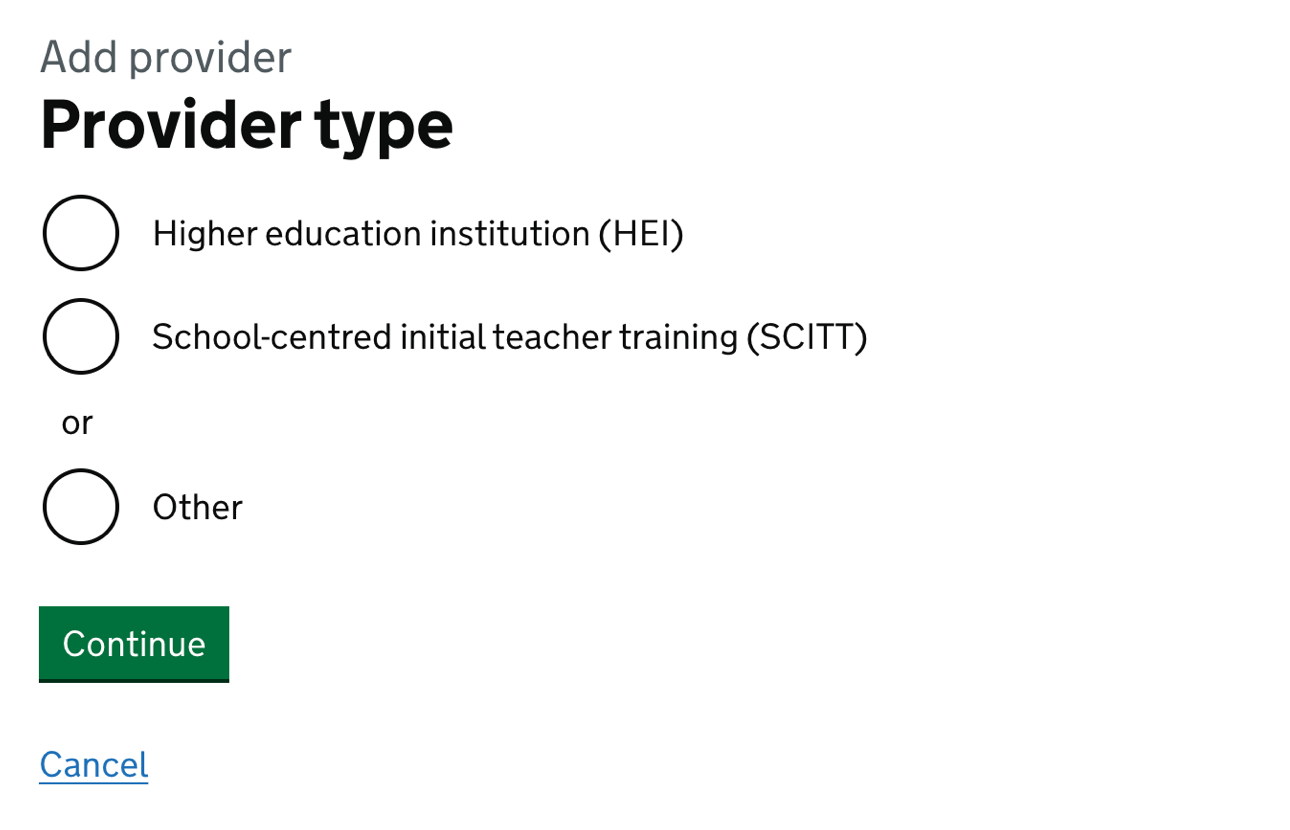 Add provider
Provider type
Higher education institution (HEI)
School-centred initial teacher training (SCITT)
or
Other
Continue
Cancel